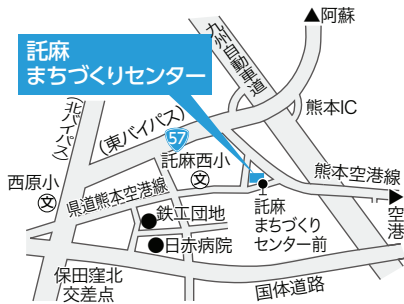 ▲阿蘇
九州自動車道
託麻
まちづくりセンター
(北バイパス)
(東バイパス)
57
熊本IC
託麻西小
文
熊本空港線
西原小
文
県道熊本空港線
鉄工団地
託麻
まちづくり
センター前
▶空港
日赤病院
保田窪北
交差点
国体道路